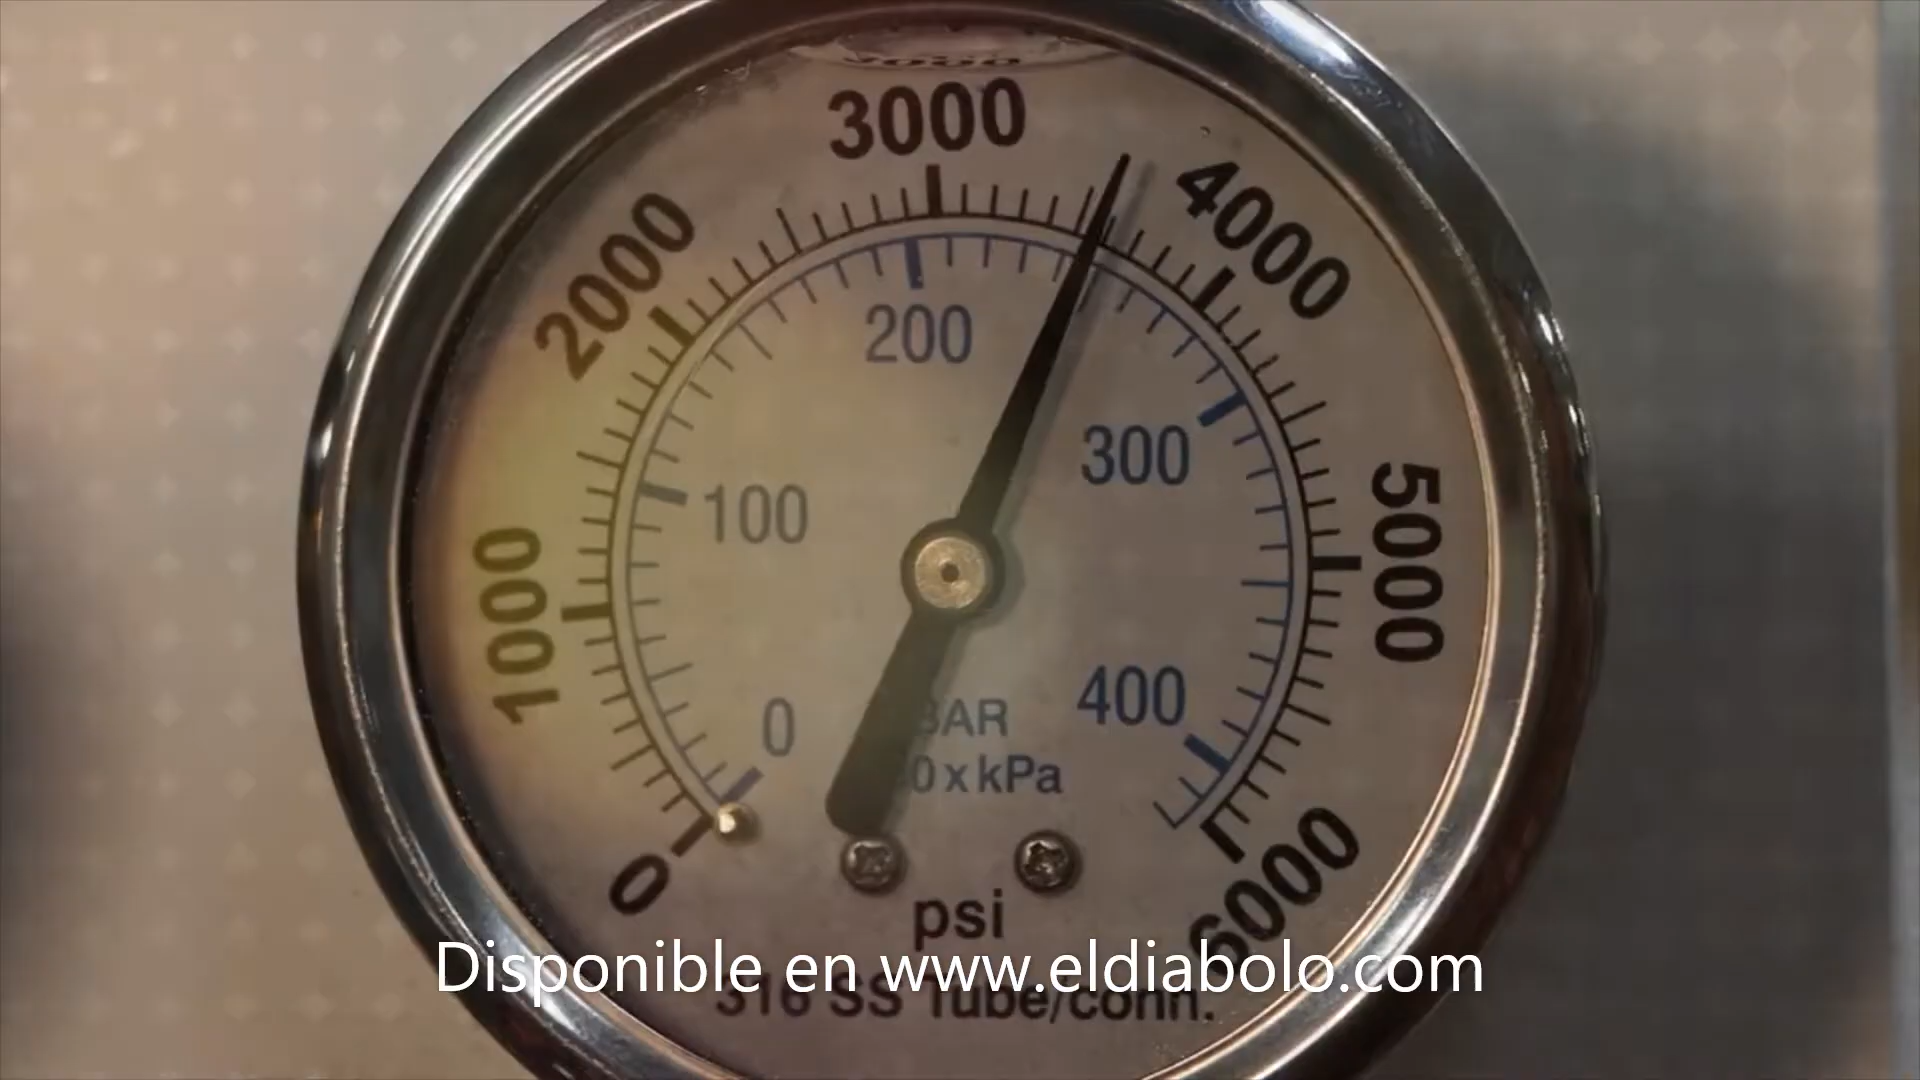 3000
2000
4000
200
300
100
5000
1000
0
400
BAR
0 x kPa
0
6000
psi
316 SS Tube/conn.
Disponible en www.eldiabolo.com